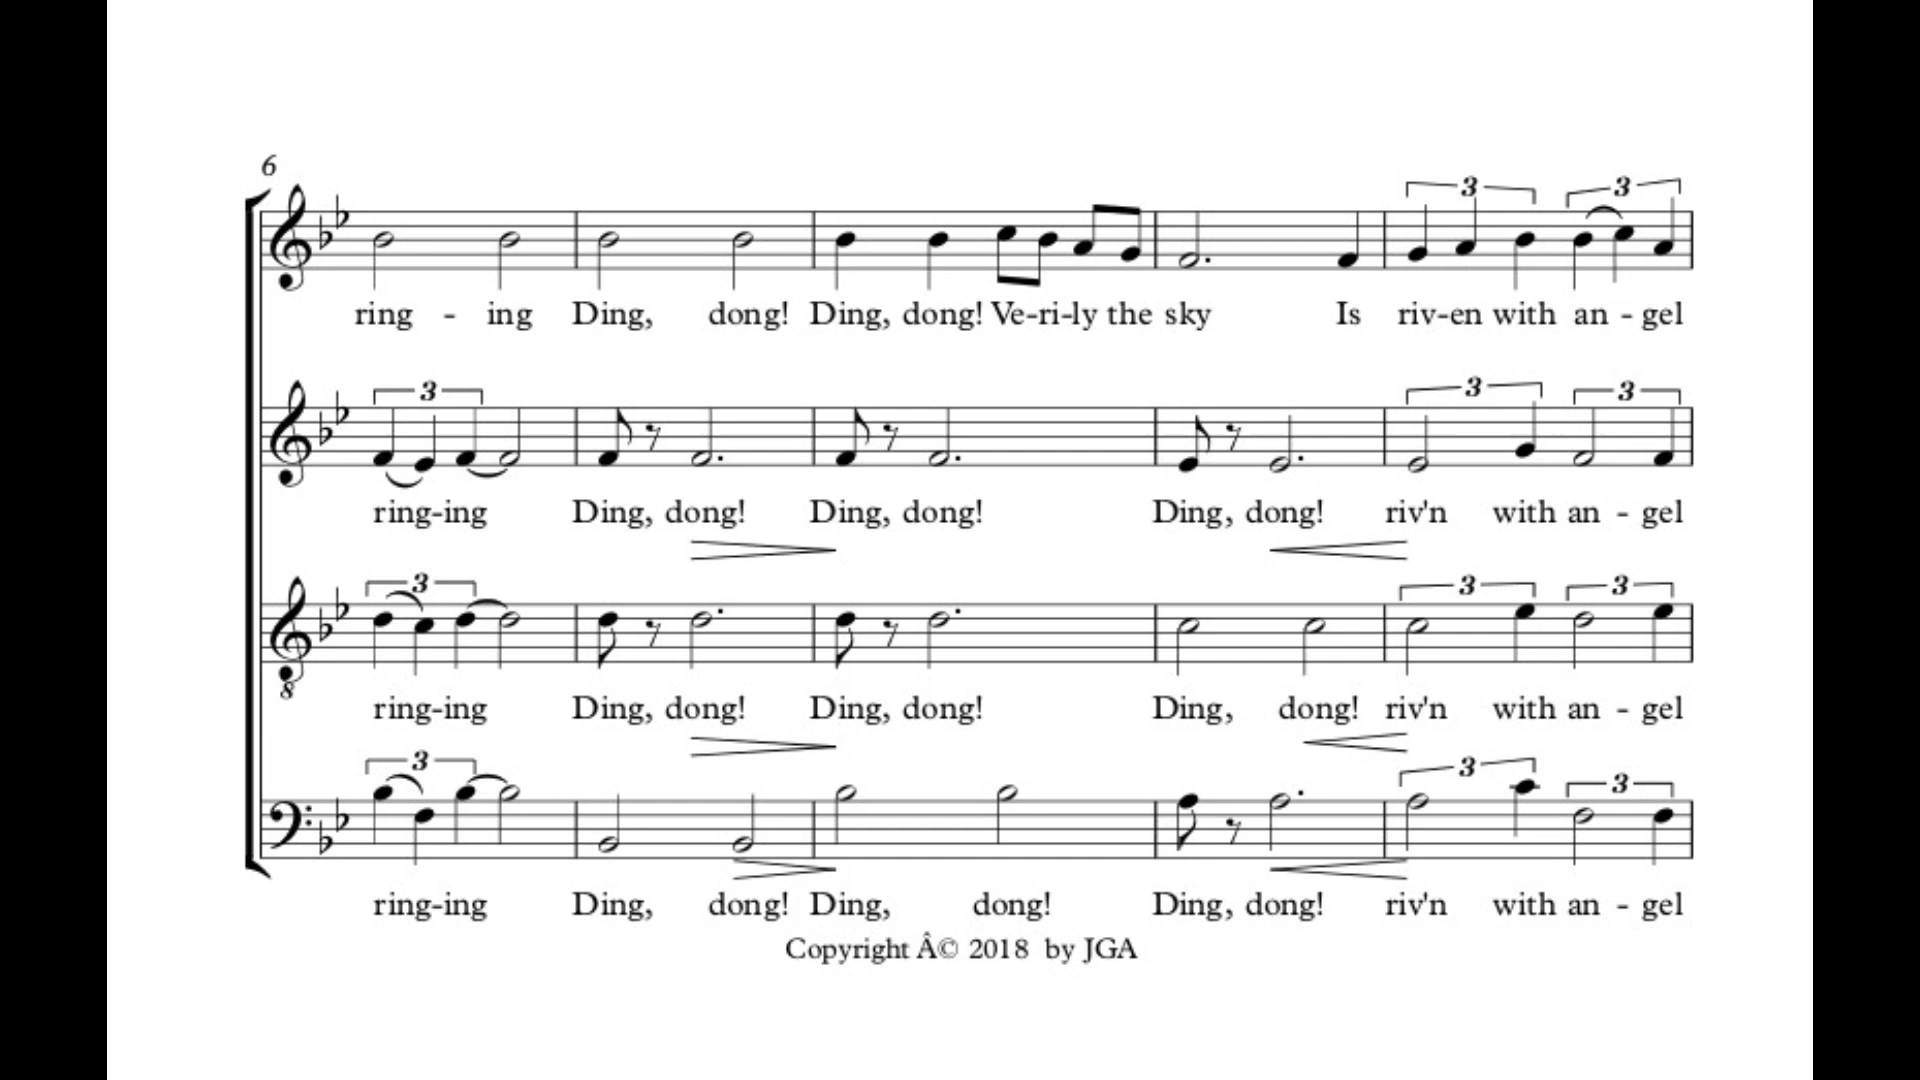 6
3 3
ring - ing Ding, dong! Ding, dong! Ve-ri-ly the sky Is riv-en with an - gel
3 3 3
ring-ing Ding, dong! Ding, dong! Ding, dong! riv'n with an - gel
3 3 3
8
ring-ing Ding, dong! Ding, dong! Ding, dong! riv'n with an - gel
3 3 3
ring-ing Ding, dong! Ding, dong! Ding, dong! riv'n with an - gel
Copyright Â© 2018 by JGA